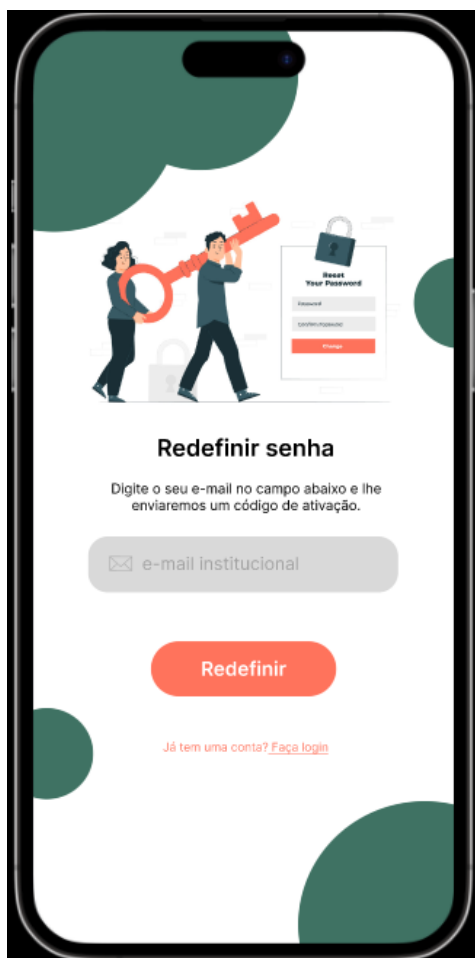 Reset
Your Password
Password
Confirm Password
Change
Redefinir senha
Digite o seu e-mail no campo abaixo e lhe
enviaremos um código de ativação.
e-mail institucional
Redefinir
Já tem uma conta? Faça login